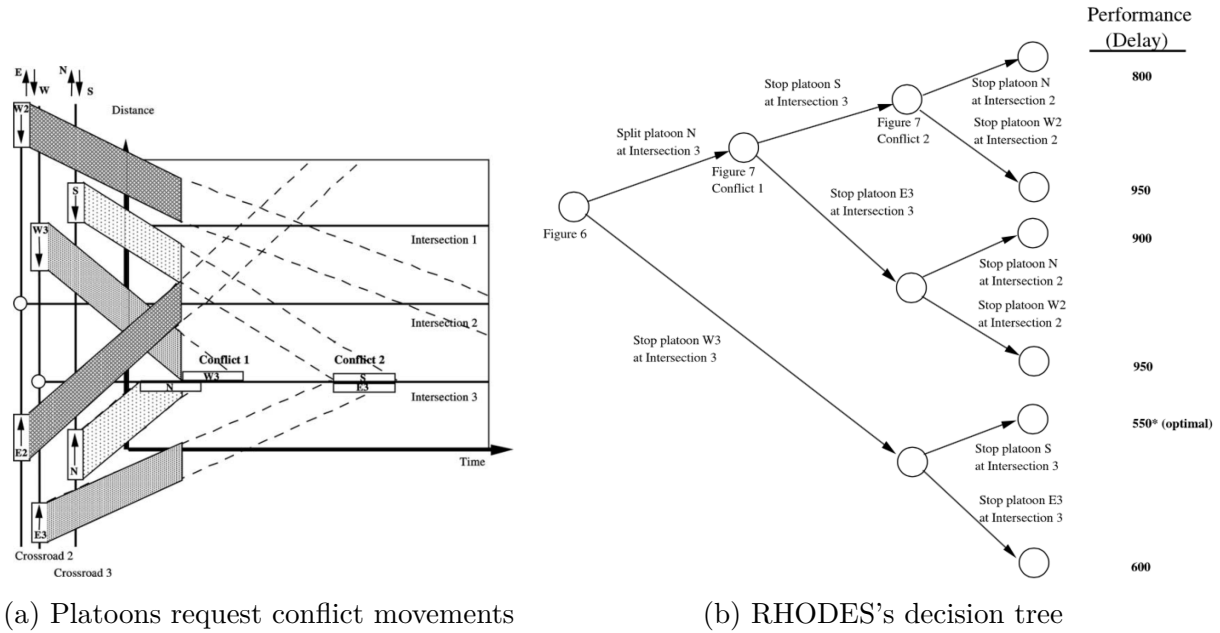 E
W
N
S
W2
Distance
S
W3
Intersection 1
Intersection 2
Conflict 1
Conflict 2
W3
S
N
E3
Intersection 3
E2
N
Time
E3
Crossroad 2
Crossroad 3
(a) Platoons request conflict movements
Performance
(Delay)
800
Stop platoon S
at Intersection 3
Stop platoon N
at Intersection 2
Split platoon N
at Intersection 3
Figure 7
Conflict 2
Stop platoon W2
at Intersection 2
Figure 7
Conflict 1
950
Stop platoon E3
at Intersection 3
Figure 6
900
Stop platoon N
at Intersection 2
Stop platoon W2
at Intersection 2
Stop platoon W3
at Intersection 3
950
550* (optimal)
Stop platoon S
at Intersection 3
Stop platoon E3
at Intersection 3
600
(b) RHODES's decision tree